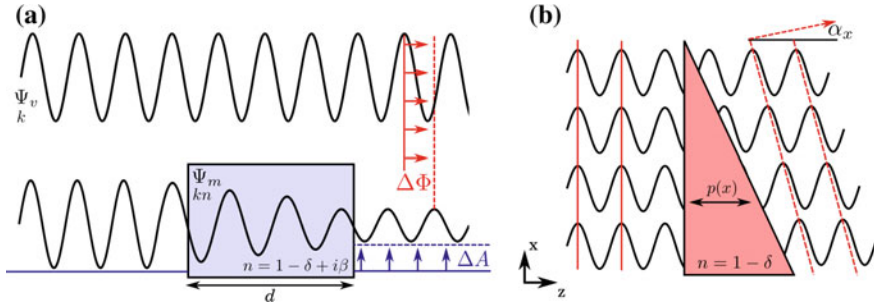 (a)
Ψ_v
k
ΔΦ
Ψ_m
kn
n = 1 − δ + iβ
ΔA
d
(b)
α_x
p(x)
n = 1 − δ
x
z